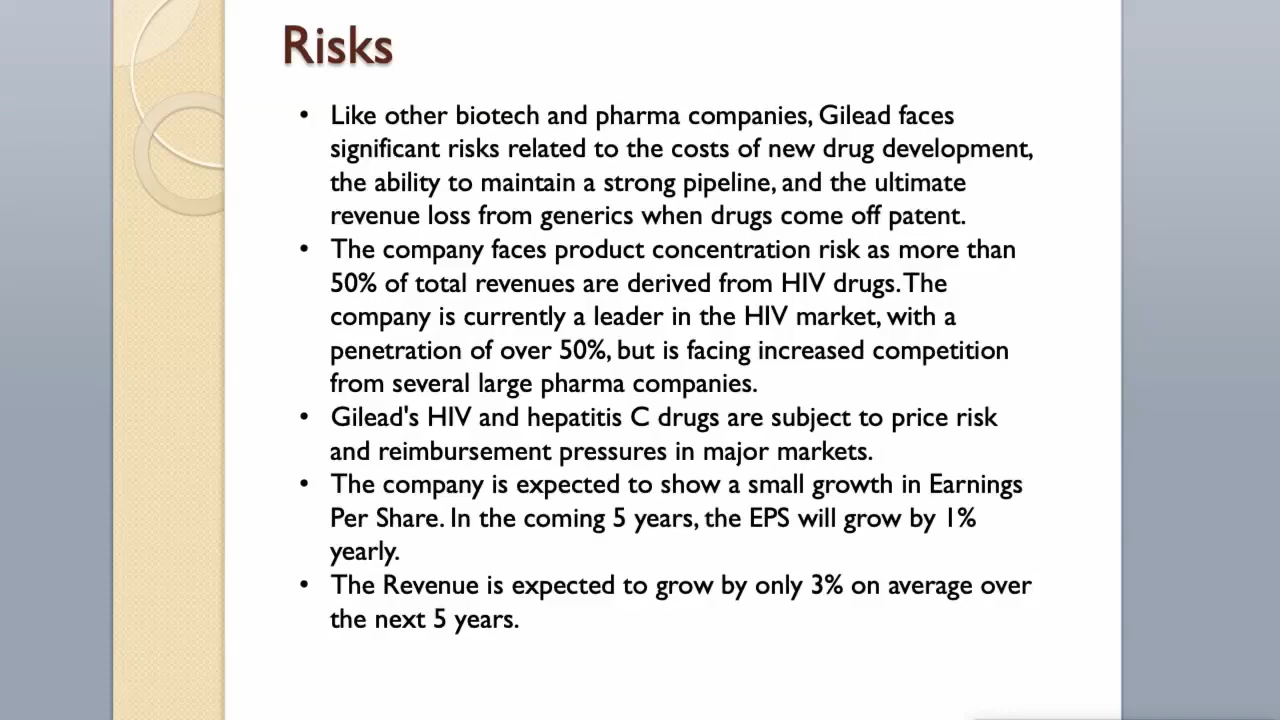 Risks
• Like other biotech and pharma companies, Gilead faces
significant risks related to the costs of new drug development,
the ability to maintain a strong pipeline, and the ultimate
revenue loss from generics when drugs come off patent.
• The company faces product concentration risk as more than
50% of total revenues are derived from HIV drugs. The
company is currently a leader in the HIV market, with a
penetration of over 50%, but is facing increased competition
from several large pharma companies.
• Gilead's HIV and hepatitis C drugs are subject to price risk
and reimbursement pressures in major markets.
• The company is expected to show a small growth in Earnings
Per Share. In the coming 5 years, the EPS will grow by 1%
yearly.
• The Revenue is expected to grow by only 3% on average over
the next 5 years.